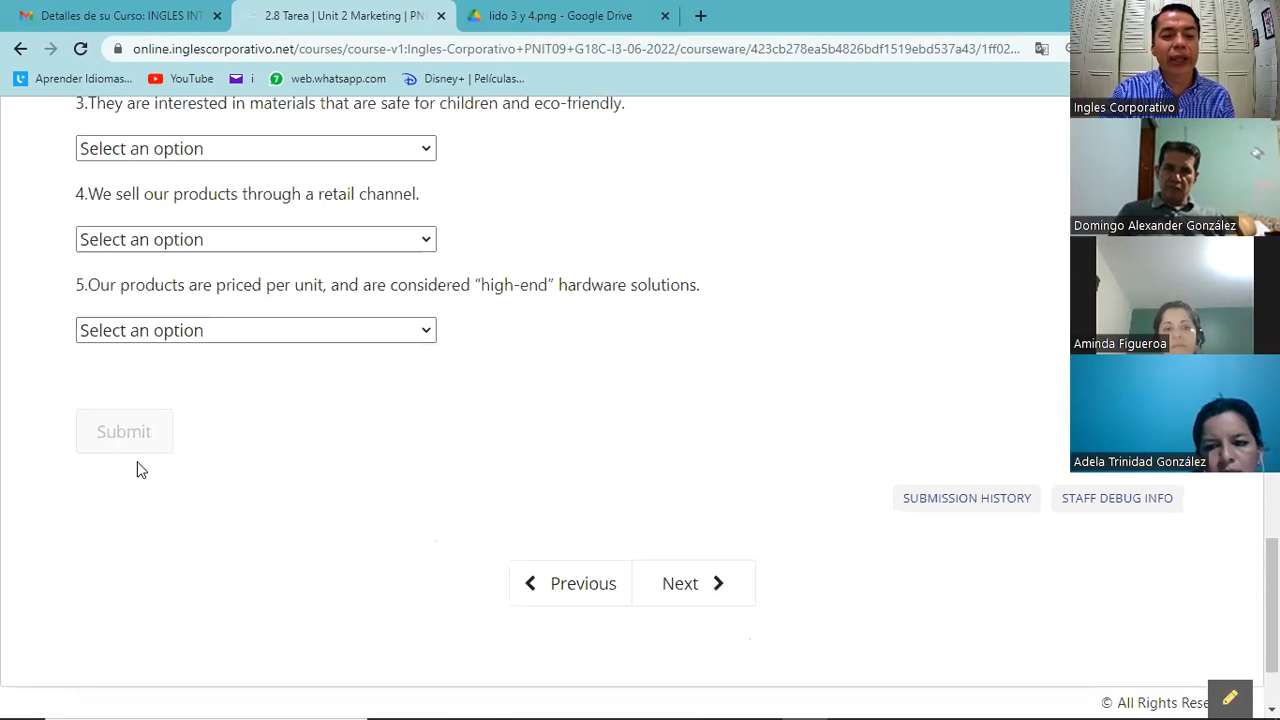 Detalles de su Curso: INGLES INT
2.8 Tarea | Unit 2 Marketing | PNI
lido 3 y 4.png - Google Drive
online.inglescorporativo.net/courses/course-v1:Ingles-Corporativo+PNIT09+G18C-I3-06-2022/courseware/
Aprender Idiomas...
YouTube
i
web.whatsapp.com
Disney+ | Películas...
3.They are interested in materials that are safe for children and eco-friendly.
Select an option
4.We sell our products through a retail channel.
Select an option
5.Our products are priced per unit, and are considered “high-end” hardware solutions.
Select an option
Submit
SUBMISSION HISTORY
STAFF DEBUG INFO
Previous
Next
© All Rights Rese
Ingles Corporativo
Domingo Alexander González
Aminda Figueroa
Adela Trinidad González